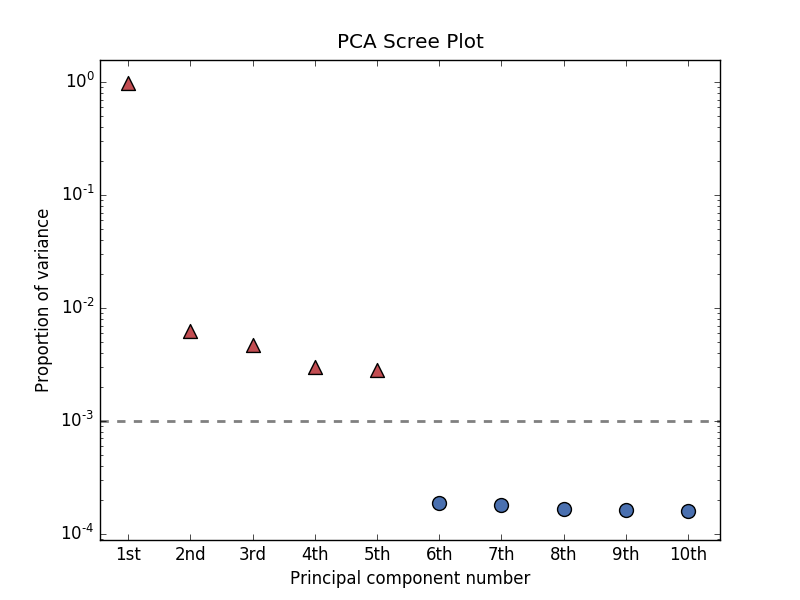 PCA Scree Plot
Proportion of variance
10⁰
10⁻¹
10⁻²
10⁻³
10⁻⁴
1st 2nd 3rd 4th 5th 6th 7th 8th 9th 10th
Principal component number